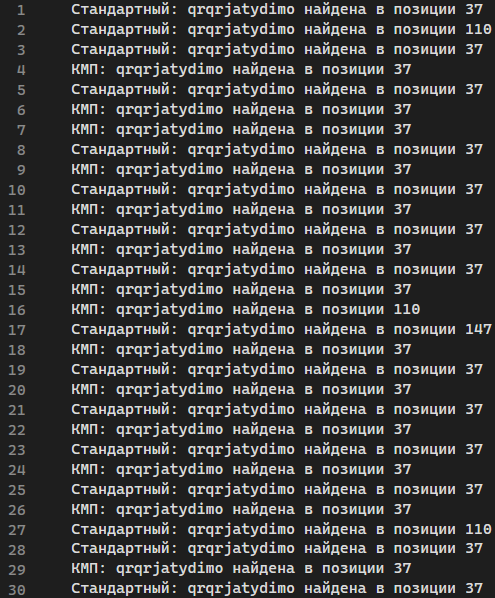 1 Стандартный: qrqrjatydimo найдена в позиции 37
2 Стандартный: qrqrjatydimo найдена в позиции 110
3 Стандартный: qrqrjatydimo найдена в позиции 37
4 КМП: qrqrjatydimo найдена в позиции 37
5 Стандартный: qrqrjatydimo найдена в позиции 37
6 КМП: qrqrjatydimo найдена в позиции 37
7 КМП: qrqrjatydimo найдена в позиции 37
8 Стандартный: qrqrjatydimo найдена в позиции 37
9 КМП: qrqrjatydimo найдена в позиции 37
10 Стандартный: qrqrjatydimo найдена в позиции 37
11 КМП: qrqrjatydimo найдена в позиции 37
12 Стандартный: qrqrjatydimo найдена в позиции 37
13 КМП: qrqrjatydimo найдена в позиции 37
14 Стандартный: qrqrjatydimo найдена в позиции 37
15 КМП: qrqrjatydimo найдена в позиции 37
16 КМП: qrqrjatydimo найдена в позиции 110
17 Стандартный: qrqrjatydimo найдена в позиции 147
18 КМП: qrqrjatydimo найдена в позиции 37
19 Стандартный: qrqrjatydimo найдена в позиции 37
20 КМП: qrqrjatydimo найдена в позиции 37
21 Стандартный: qrqrjatydimo найдена в позиции 37
22 КМП: qrqrjatydimo найдена в позиции 37
23 Стандартный: qrqrjatydimo найдена в позиции 37
24 КМП: qrqrjatydimo найдена в позиции 37
25 Стандартный: qrqrjatydimo найдена в позиции 37
26 КМП: qrqrjatydimo найдена в позиции 37
27 Стандартный: qrqrjatydimo найдена в позиции 110
28 Стандартный: qrqrjatydimo найдена в позиции 37
29 КМП: qrqrjatydimo найдена в позиции 37
30 Стандартный: qrqrjatydimo найдена в позиции 37